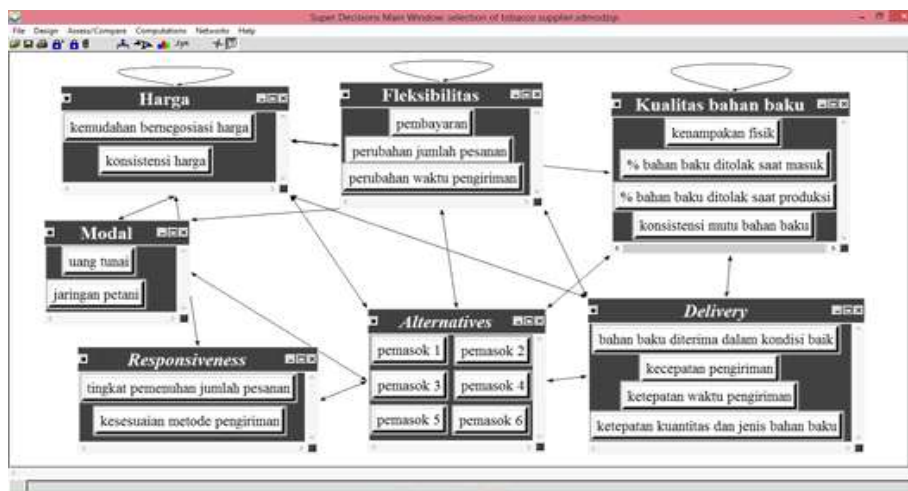 Super Decisions Main Window: selection of tobacco supplier.sdmod
File Design Assess/Compare Computations Networks Help
Harga
kemudahan bernegosiasi harga
konsistensi harga
Fleksibilitas
pembayaran
perubahan jumlah pesanan
perubahan waktu pengiriman
Kualitas bahan baku
kenampakan fisik
% bahan baku ditolak saat masuk
% bahan baku ditolak saat produksi
konsistensi mutu bahan baku
Modal
uang tunai
jaringan petani
Responsiveness
tingkat pemenuhan jumlah pesanan
kesesuaian metode pengiriman
Alternatives
pemasok 1 pemasok 2
pemasok 3 pemasok 4
pemasok 5 pemasok 6
Delivery
bahan baku diterima dalam kondisi baik
kecepatan pengiriman
ketepatan waktu pengiriman
ketepatan kuantitas dan jenis bahan baku